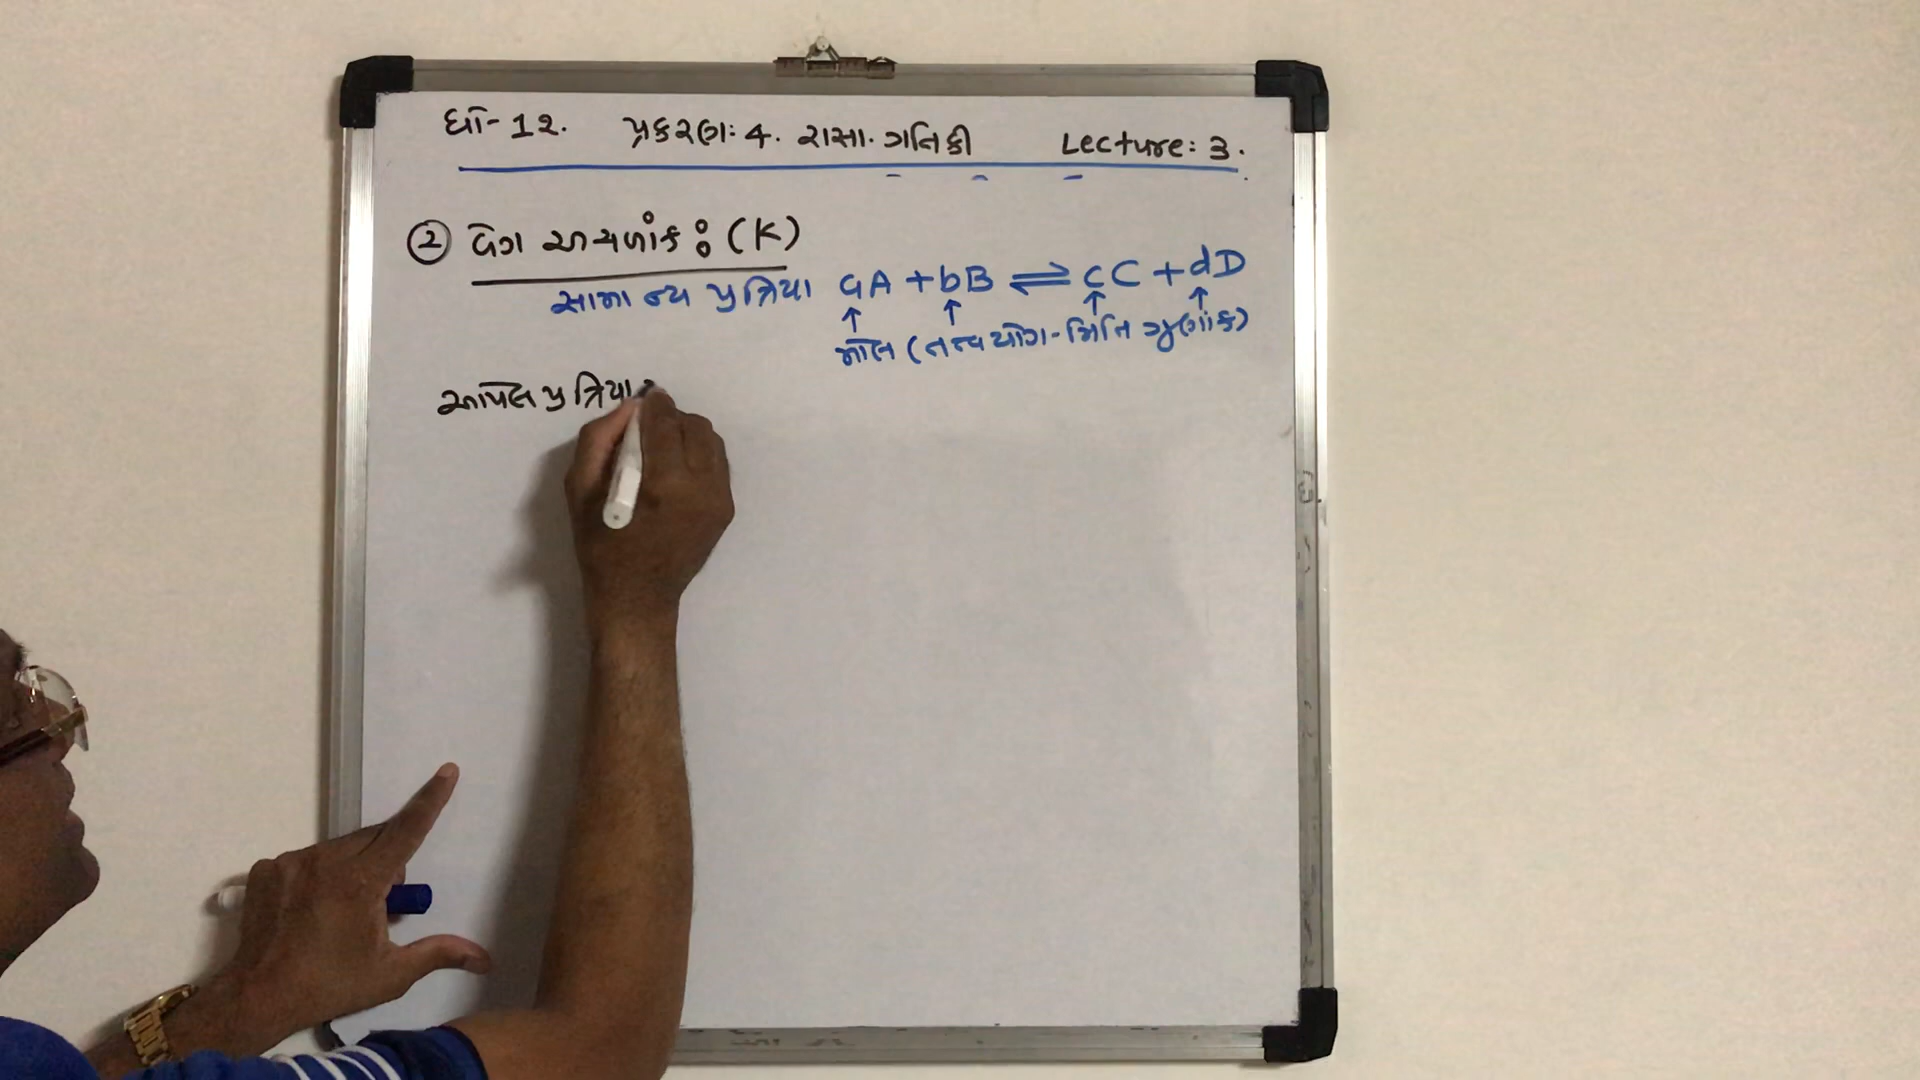 ધો-12. પ્રકરણ: 4. રાસા. ગતિકી Lecture: 3.
② વેગ અચળાંક : (K)
સામાન્ય પ્રક્રિયા aA + bB ⇌ cC + dD
↑ ↑ ↑ ↑
મોલ (તત્વયોગ-મિતિ ગુણાંક)
આપેલ પ્રક્રિયા